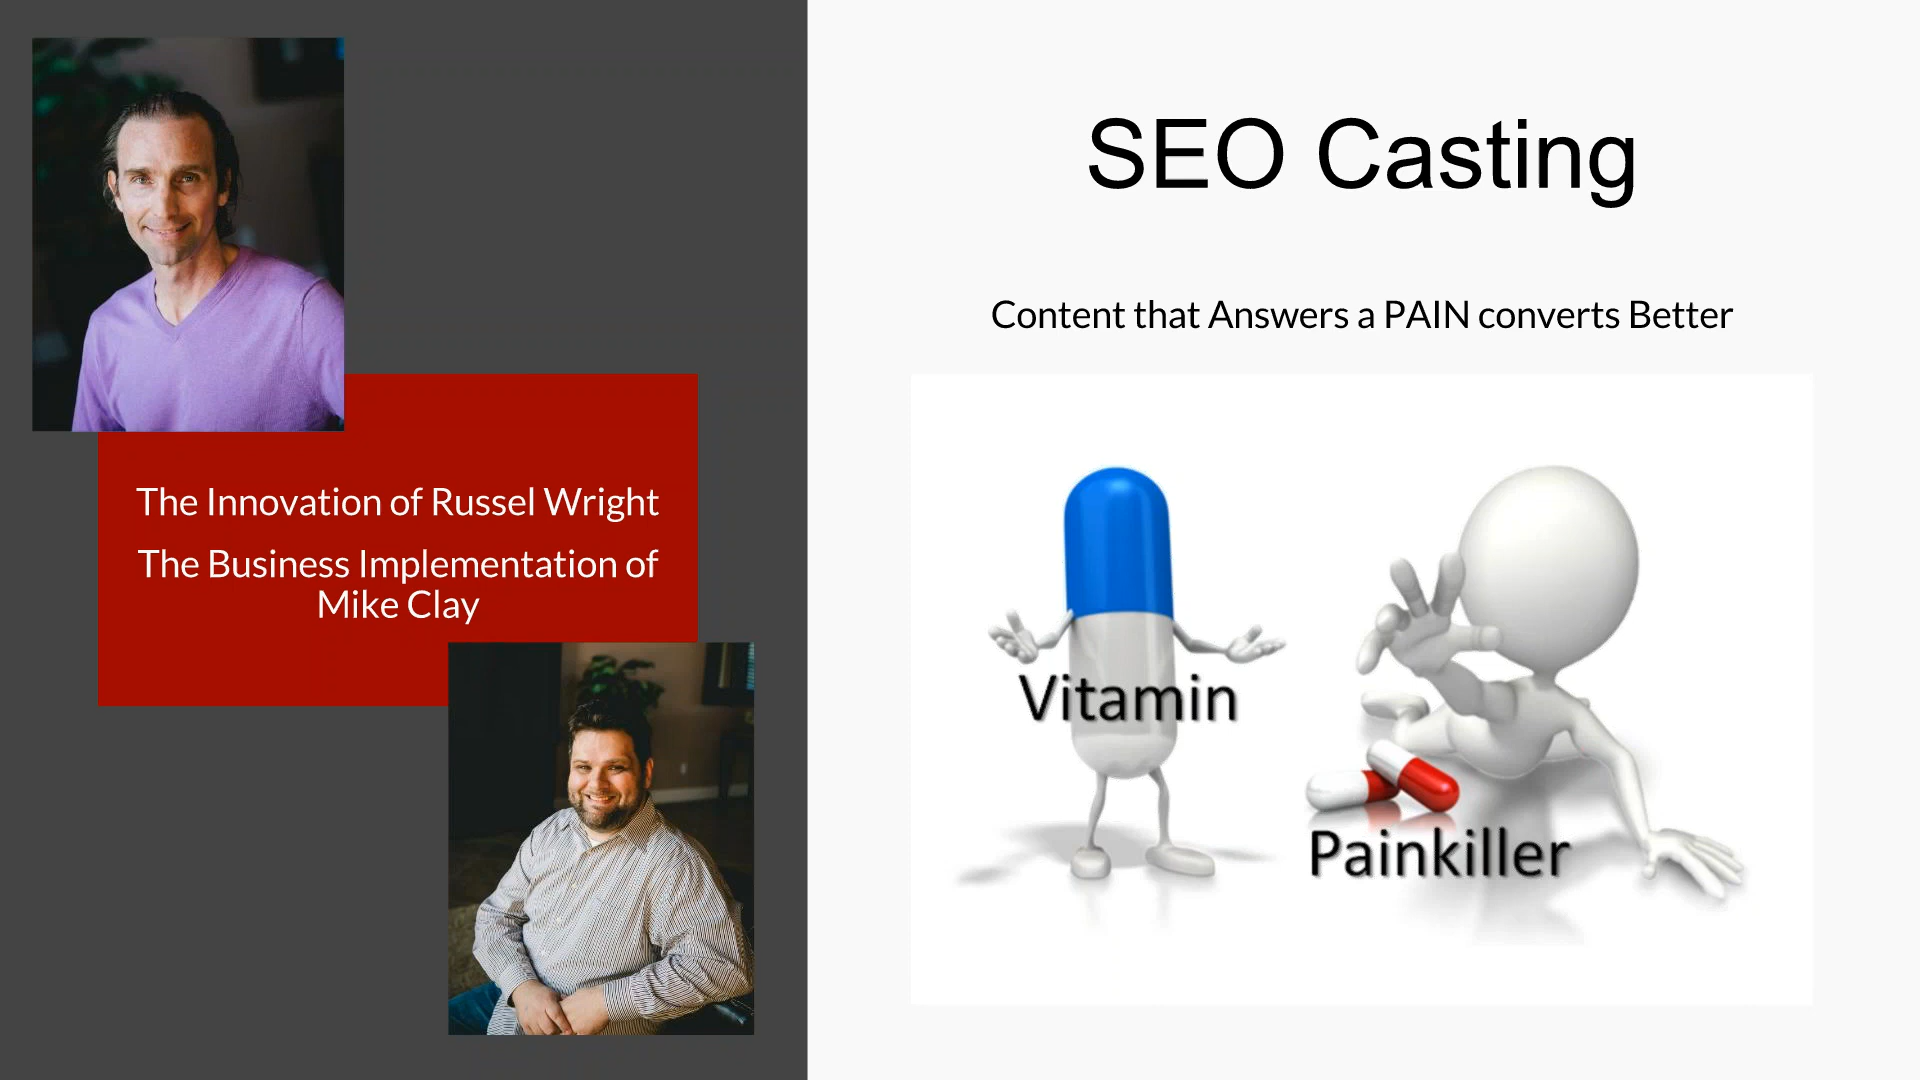 The Innovation of Russel Wright
The Business Implementation of
Mike Clay
SEO Casting
Content that Answers a PAIN converts Better
Vitamin
Painkiller